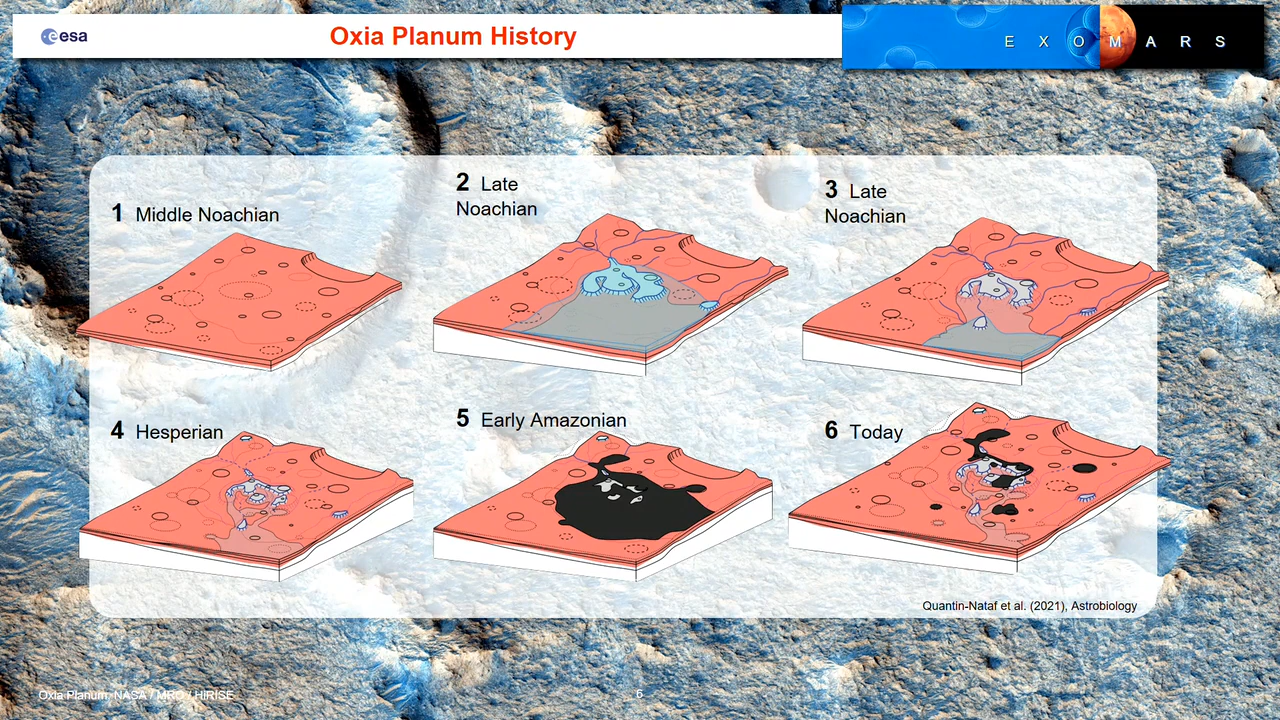 esa
Oxia Planum History
E X O M A R S
1 Middle Noachian
2 Late
Noachian
3 Late
Noachian
4 Hesperian
5 Early Amazonian
6 Today
Quantin-Nataf et al. (2021), Astrobiology
Oxia Planum, NASA / MRO / HiRISE
6